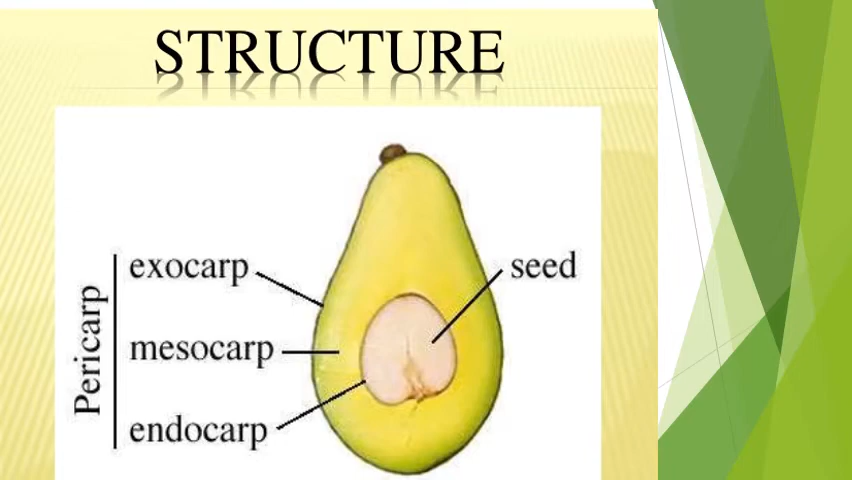 STRUCTURE
exocarp
seed
Pericarp
mesocarp
endocarp